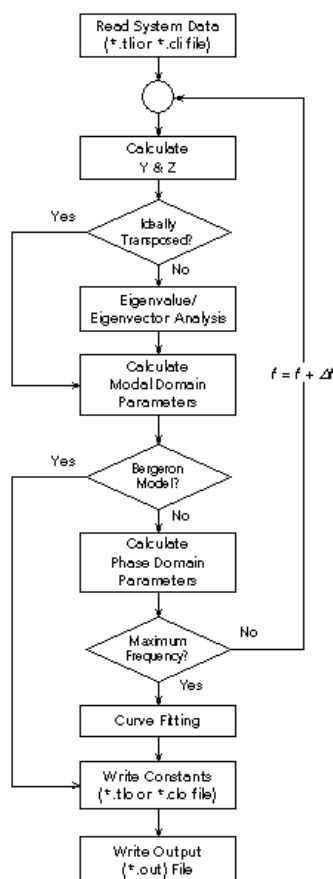 Read System Data
(*.tli or *.cli file)
Calculate
Y & Z
Yes
Ideally
Transposed?
No
Eigenvalue/
Eigenvector Analysis
Calculate
Modal Domain
Parameters
f = f + Δf
Yes
Bergeron
Model?
No
Calculate
Phase Domain
Parameters
Maximum
Frequency?
No
Yes
Curve Fitting
Write Constants
(*.tlo or *.clo file)
Write Output
(*.out) File